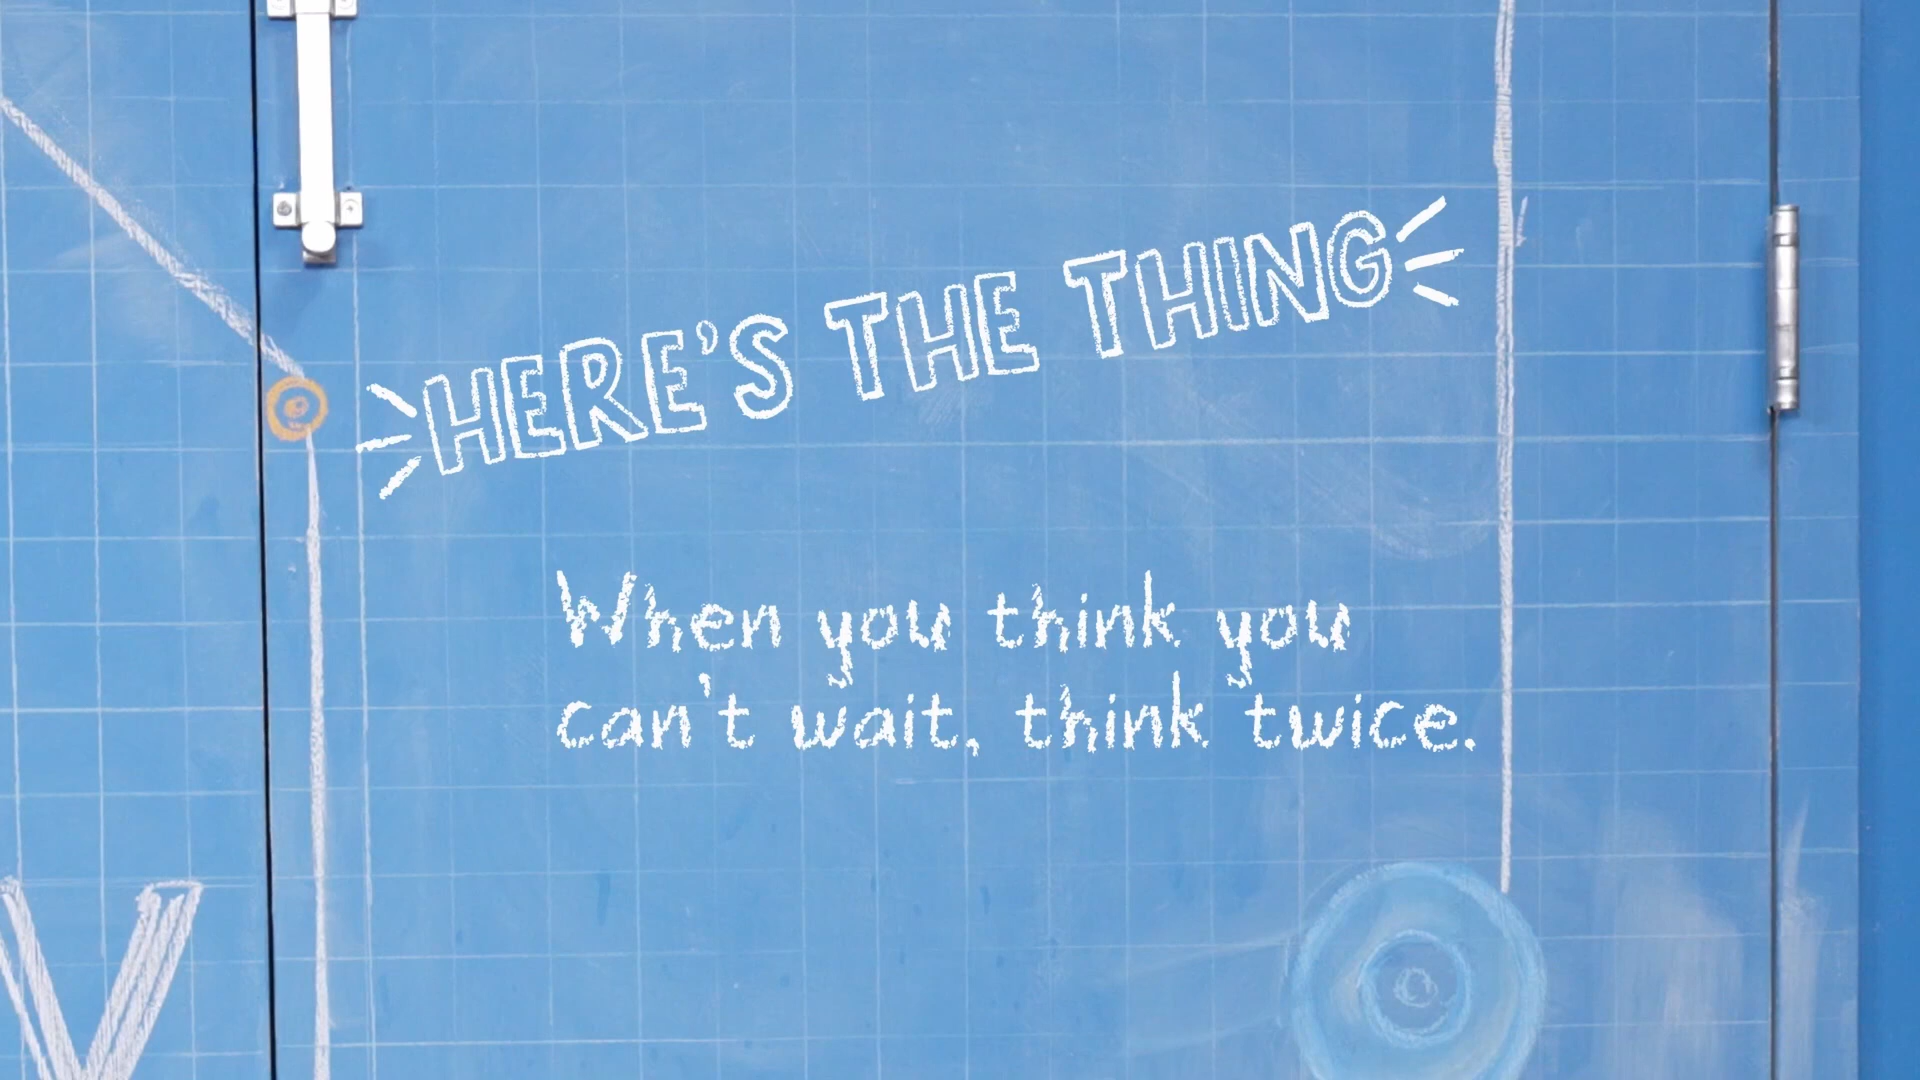 HERE'S THE THING
When you think you
can't wait, think twice.